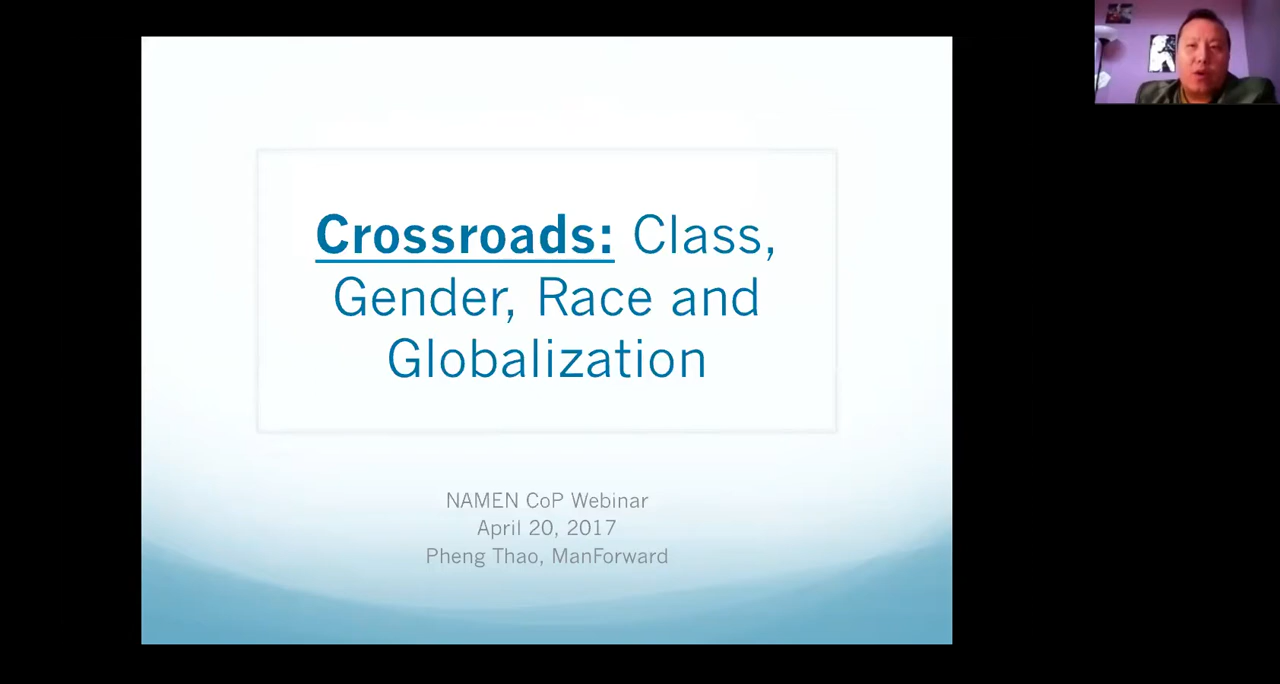 Crossroads: Class,
Gender, Race and
Globalization
NAMEN CoP Webinar
April 20, 2017
Pheng Thao, ManForward